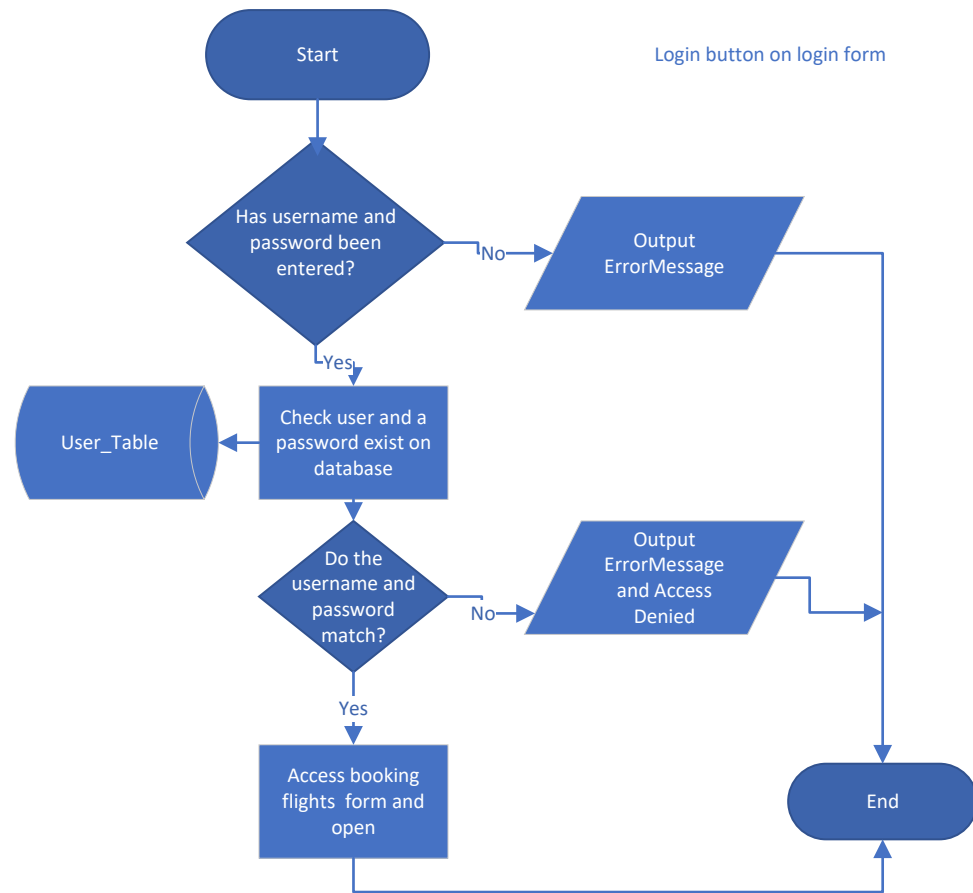 Start
Login button on login form
Has username and
password been
entered?
No
Output
ErrorMessage
Yes
User_Table
Check user and a
password exist on
database
Do the
username and
password
match?
No
Output
ErrorMessage
and Access
Denied
Yes
Access booking
flights form and
open
End